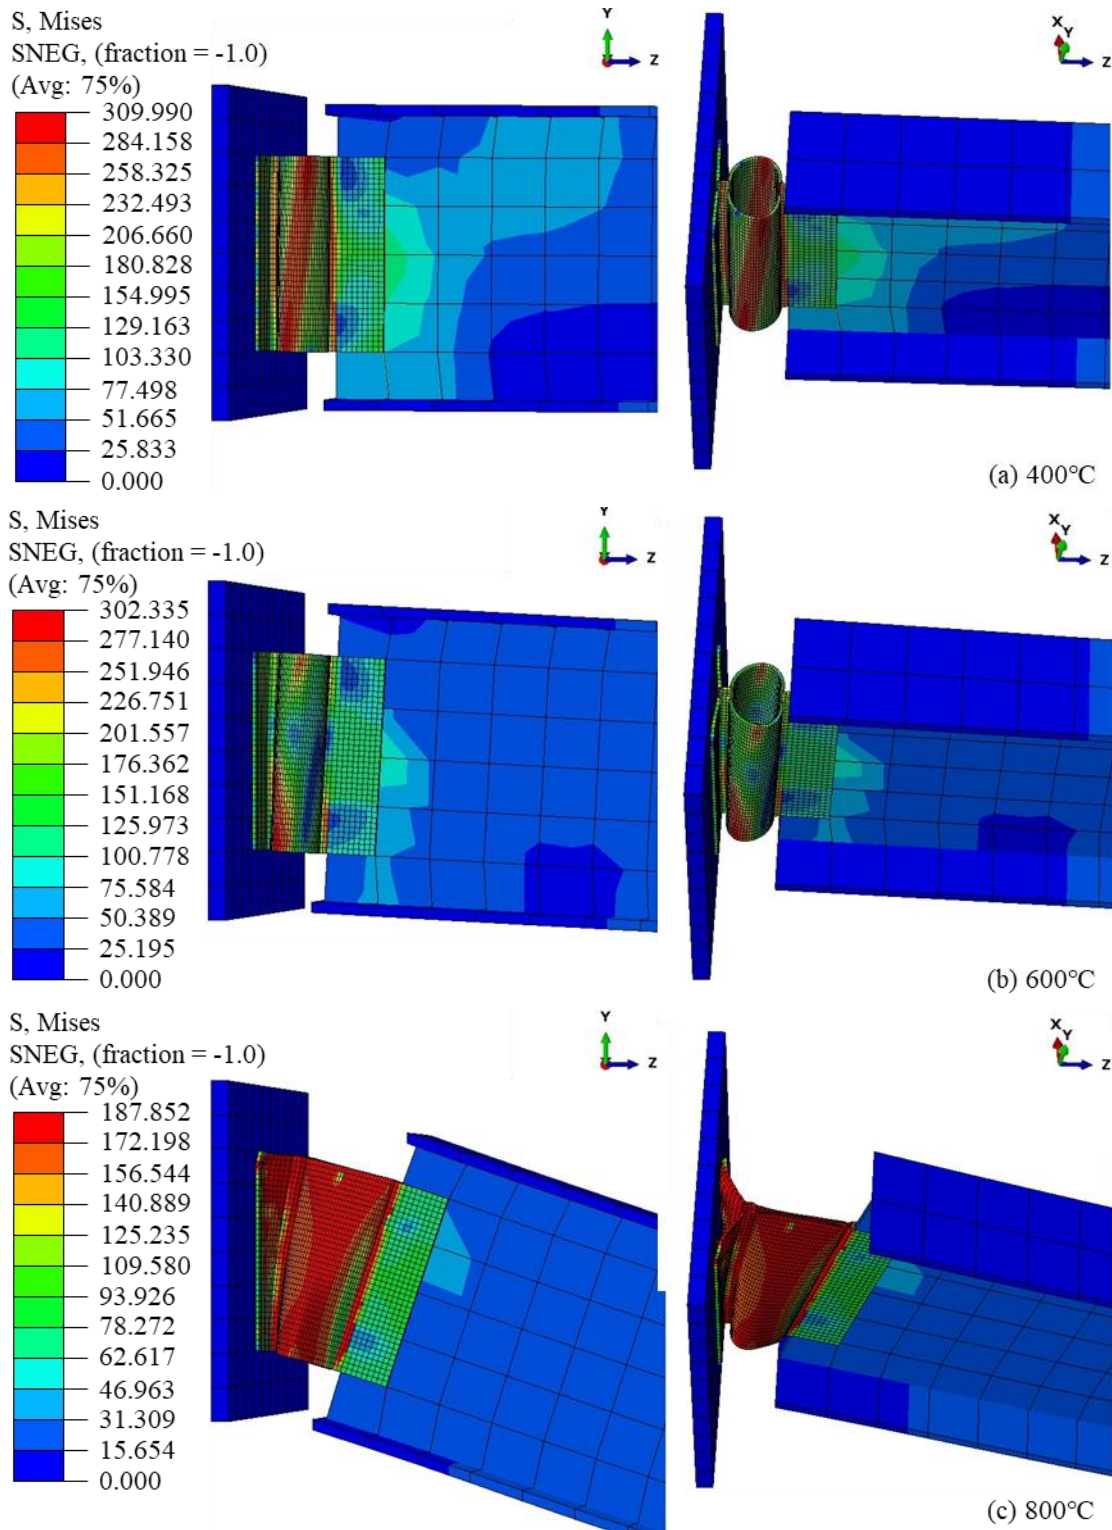 S, Mises
SNEG, (fraction = -1.0)
(Avg: 75%)
309.990
284.158
258.325
232.493
206.660
180.828
154.995
129.163
103.330
77.498
51.665
25.833
0.000
Y
Z
X
Y
Z
(a) 400°C
S, Mises
SNEG, (fraction = -1.0)
(Avg: 75%)
302.335
277.140
251.946
226.751
201.557
176.362
151.168
125.973
100.778
75.584
50.389
25.195
0.000
Y
Z
X
Y
Z
(b) 600°C
S, Mises
SNEG, (fraction = -1.0)
(Avg: 75%)
187.852
172.198
156.544
140.889
125.235
109.580
93.926
78.272
62.617
46.963
31.309
15.654
0.000
Y
Z
X
Y
Z
(c) 800°C